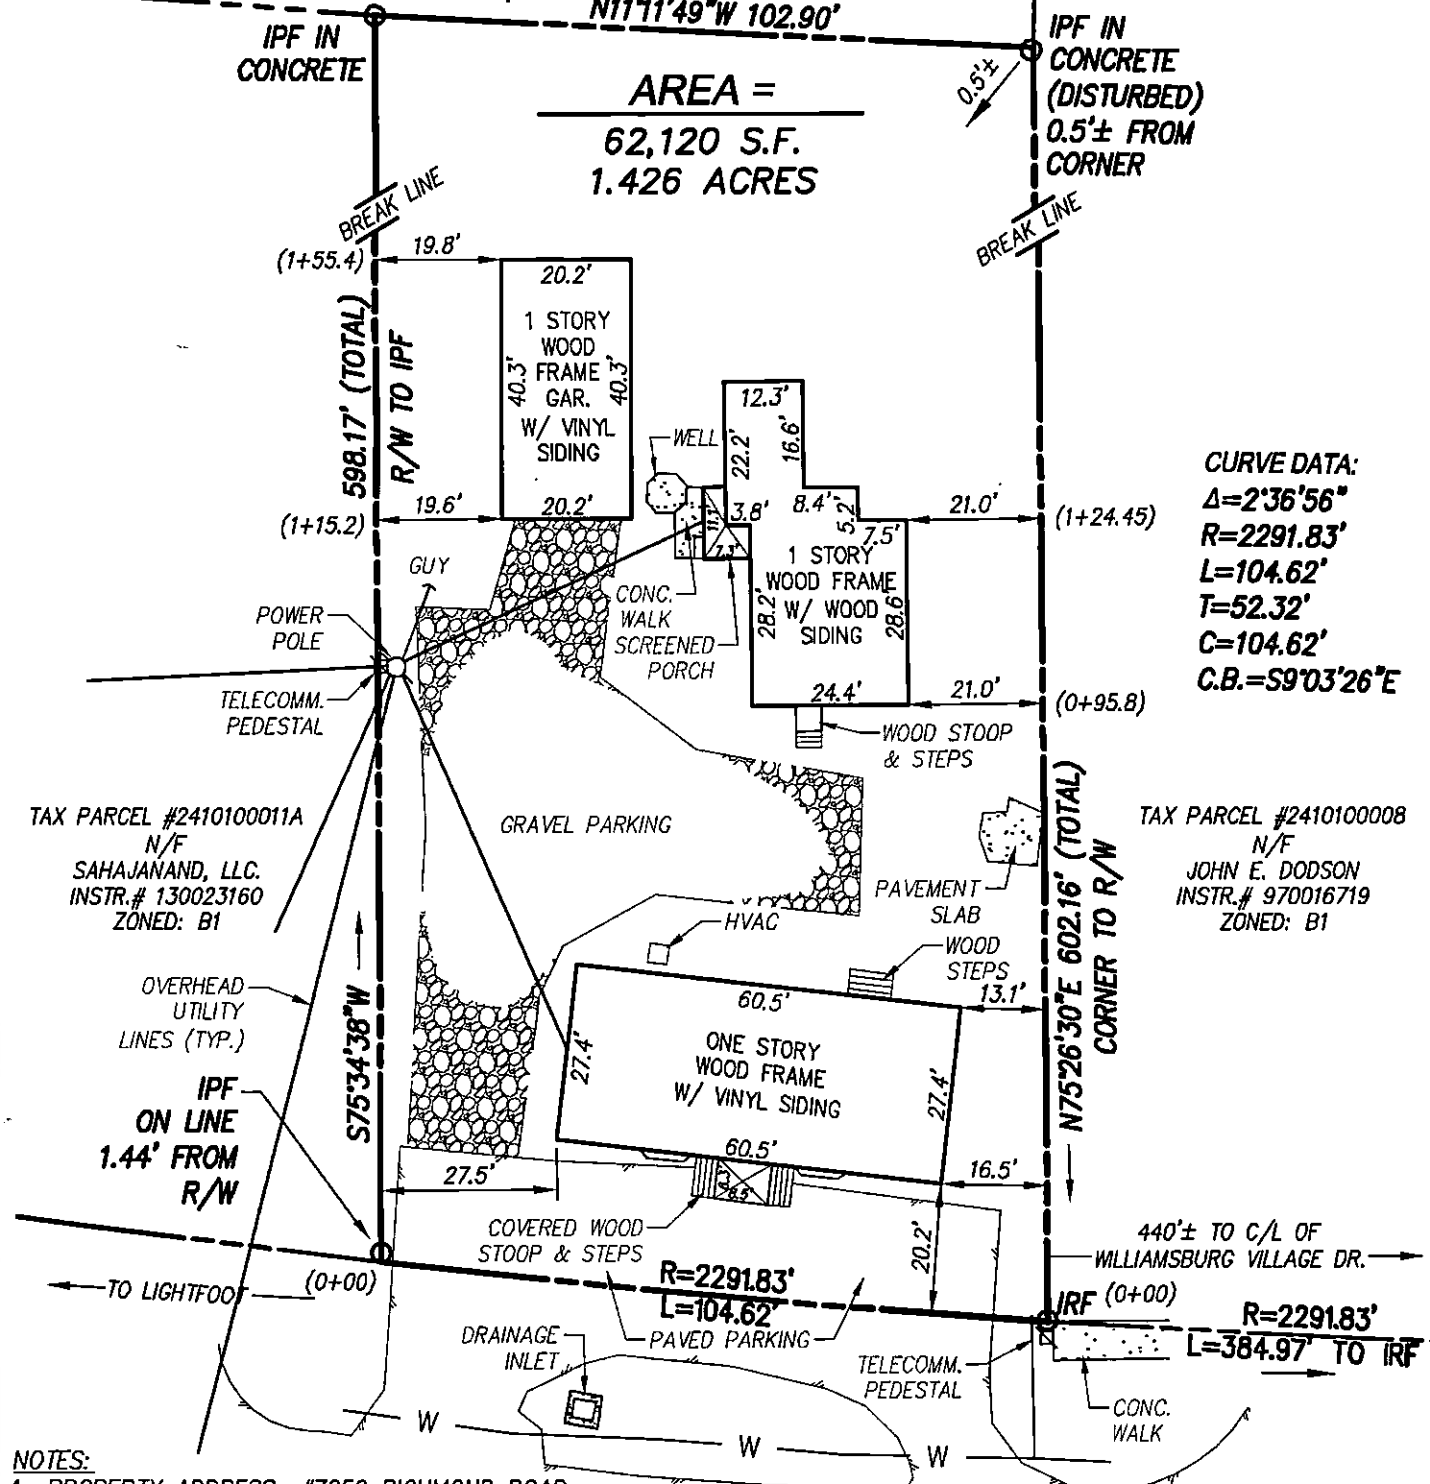 N11°11'49"W 102.90'
IPF IN
CONCRETE
IPF IN
CONCRETE
(DISTURBED)
0.5'± FROM
CORNER
0.5'±
AREA =
62,120 S.F.
1.426 ACRES
BREAK LINE
BREAK LINE
(1+55.4)
19.8'
20.2'
1 STORY
WOOD
FRAME
GAR.
W/ VINYL
SIDING
40.3'
40.3'
20.2'
598.17' (TOTAL)
R/W TO IPF
(1+15.2)
19.6'
WELL
12.3'
22.2'
16.6'
3.8'
8.4'
5.2'
7.5'
7.3'
1 STORY
WOOD FRAME
W/ WOOD
SIDING
28.2'
28.6'
24.4'
21.0'
(1+24.45)
21.0'
(0+95.8)
CURVE DATA:
Δ=2°36'56"
R=2291.83'
L=104.62'
T=52.32'
C=104.62'
C.B.=S9°03'26"E
GUY
POWER
POLE
TELECOMM.
PEDESTAL
CONC.
WALK
SCREENED
PORCH
WOOD STOOP
& STEPS
TAX PARCEL #2410100011A
N/F
SAHAJANAND, LLC.
INSTR.# 130023160
ZONED: B1
GRAVEL PARKING
PAVEMENT
SLAB
TAX PARCEL #2410100008
N/F
JOHN E. DODSON
INSTR.# 970016719
ZONED: B1
HVAC
WOOD
STEPS
N75°26'30"E 602.16' (TOTAL)
CORNER TO R/W
S75°34'38"W
OVERHEAD
UTILITY
LINES (TYP.)
60.5'
13.1'
ONE STORY
WOOD FRAME
W/ VINYL SIDING
27.4'
27.4'
60.5'
IPF
ON LINE
1.44' FROM
R/W
27.5'
16.5'
8.5'
20.2'
COVERED WOOD
STOOP & STEPS
440'± TO C/L OF
WILLIAMSBURG VILLAGE DR.
TO LIGHTFOOT
(0+00)
R=2291.83'
L=104.62'
PAVED PARKING
IRF (0+00)
R=2291.83'
L=384.97' TO IRF
DRAINAGE
INLET
TELECOMM.
PEDESTAL
CONC.
WALK
W
W
W
NOTES: